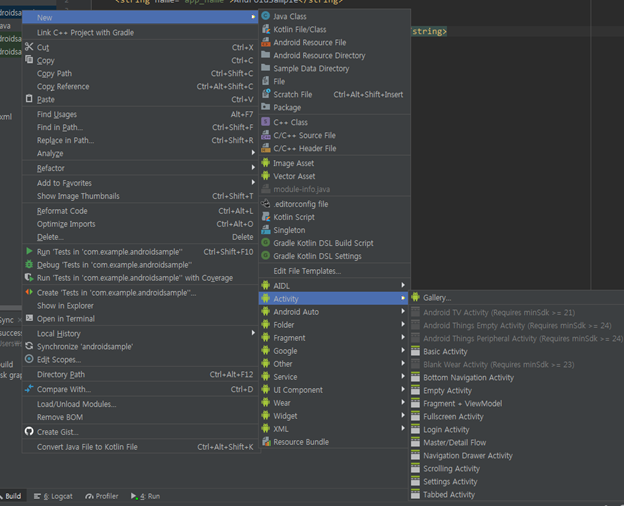 <string name="app_name">AndroidSample</string>
string>
New
Link C++ Project with Gradle
Cut Ctrl+X
Copy Ctrl+C
Copy Path Ctrl+Shift+C
Copy Reference Ctrl+Alt+Shift+C
Paste Ctrl+V
Find Usages Alt+F7
Find in Path... Ctrl+Shift+F
Replace in Path... Ctrl+Shift+R
Analyze
Refactor
Add to Favorites
Show Image Thumbnails Ctrl+Shift+T
Reformat Code Ctrl+Alt+L
Optimize Imports Ctrl+Alt+O
Delete... Delete
Run 'Tests in 'com.example.androidsample'' Ctrl+Shift+F10
Debug 'Tests in 'com.example.androidsample''
Run 'Tests in 'com.example.androidsample'' with Coverage
Create 'Tests in 'com.example.androidsample''...
Show in Explorer
Open in Terminal
Local History
Synchronize 'androidsample'
Edit Scopes...
Directory Path Ctrl+Alt+F12
Compare With... Ctrl+D
Load/Unload Modules...
Remove BOM
Create Gist...
Convert Java File to Kotlin File Ctrl+Alt+Shift+K
Java Class
Kotlin File/Class
Android Resource File
Android Resource Directory
Sample Data Directory
File
Scratch File Ctrl+Alt+Shift+Insert
Package
C++ Class
C/C++ Source File
C/C++ Header File
Image Asset
Vector Asset
module-info.java
.editorconfig file
Kotlin Script
Singleton
Gradle Kotlin DSL Build Script
Gradle Kotlin DSL Settings
Edit File Templates...
AIDL
Activity
Android Auto
Folder
Fragment
Google
Other
Service
UI Component
Wear
Widget
XML
Resource Bundle
Gallery...
Android TV Activity (Requires minSdk >= 21)
Android Things Empty Activity (Requires minSdk >= 24)
Android Things Peripheral Activity (Requires minSdk >= 24)
Basic Activity
Blank Wear Activity (Requires minSdk >= 23)
Bottom Navigation Activity
Empty Activity
Fragment + ViewModel
Fullscreen Activity
Login Activity
Master/Detail Flow
Navigation Drawer Activity
Scrolling Activity
Settings Activity
Tabbed Activity
Build 6: Logcat Profiler 4: Run